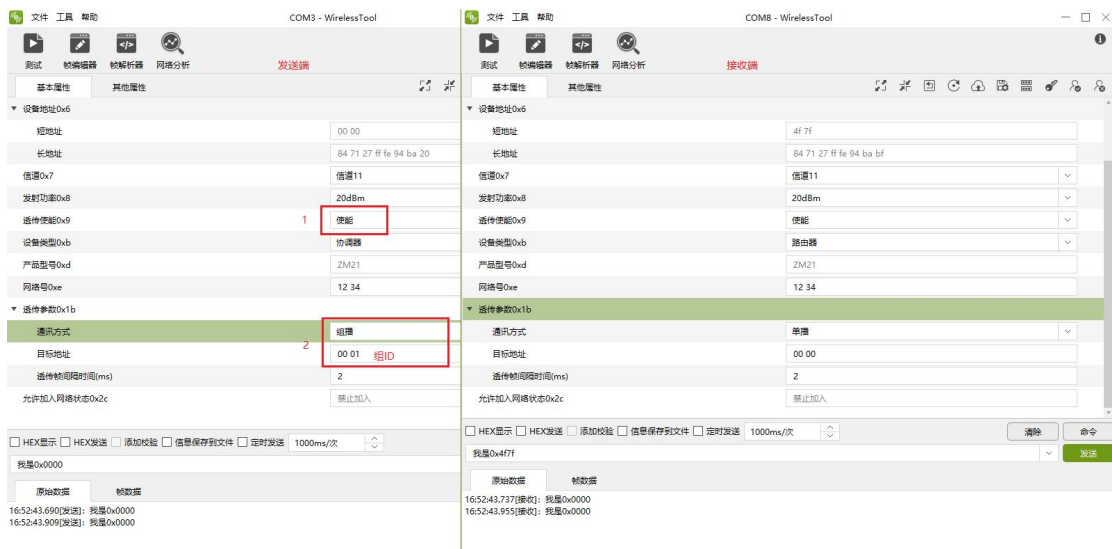 文件 工具 帮助
COM3 - WirelessTool
测试 帧编辑器 帧解析器 网络分析
发送端
基本属性 其他属性
设备地址0x6
短地址 00 00
长地址 84 71 27 ff fe 94 ba 20
信道0x7 信道11
发射功率0x8 20dBm
透传使能0x9 1 使能
设备类型0xb 协调器
产品型号0xd ZM21
网络号0xe 12 34
透传参数0x1b
通讯方式 组播
2
目标地址 00 01 组ID
透传帧间隔时间(ms) 2
允许加入网络状态0x2c 禁止加入
HEX显示 HEX发送 添加校验 信息保存到文件 定时发送 1000ms/次
我是0x0000
原始数据 帧数据
16:52:43.690[发送]: 我是0x0000
16:52:43.909[发送]: 我是0x0000
文件 工具 帮助
COM8 - WirelessTool
测试 帧编辑器 帧解析器 网络分析
接收端
基本属性 其他属性
设备地址0x6
短地址 4f 7f
长地址 84 71 27 ff fe 94 ba bf
信道0x7 信道11
发射功率0x8 20dBm
透传使能0x9 使能
设备类型0xb 路由器
产品型号0xd ZM21
网络号0xe 12 34
透传参数0x1b
通讯方式 单播
目标地址 00 00
透传帧间隔时间(ms) 2
允许加入网络状态0x2c 禁止加入
HEX显示 HEX发送 添加校验 信息保存到文件 定时发送 1000ms/次 清除 命令
我是0x4f7f 发送
原始数据 帧数据
16:52:43.737[接收]: 我是0x0000
16:52:43.955[接收]: 我是0x0000